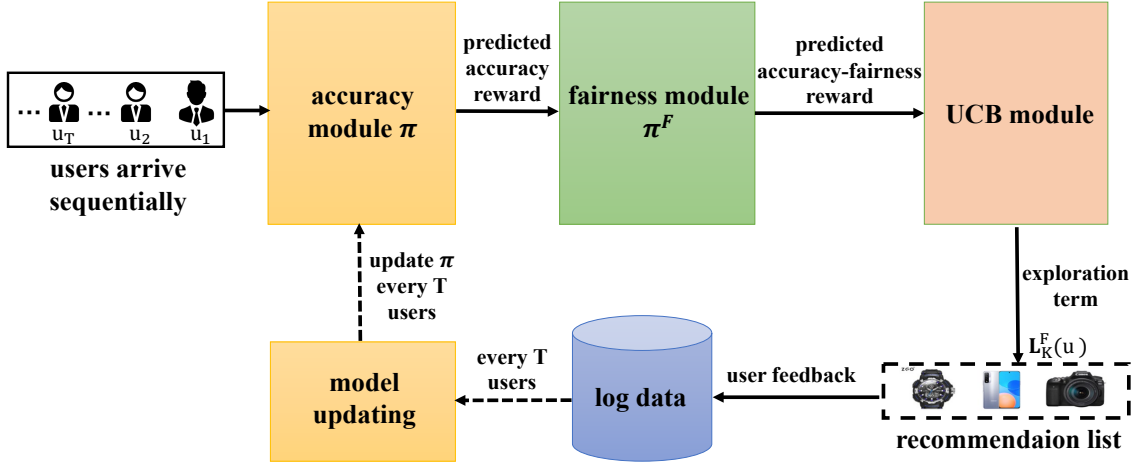 ... u_T ... u_2 u_1
users arrive
sequentially
accuracy
module π
predicted
accuracy
reward
fairness module
π^F
predicted
accuracy-fairness
reward
UCB module
exploration
term
L_K^F(u)
recommendaion list
user feedback
log data
every T
users
model
updating
update π
every T
users